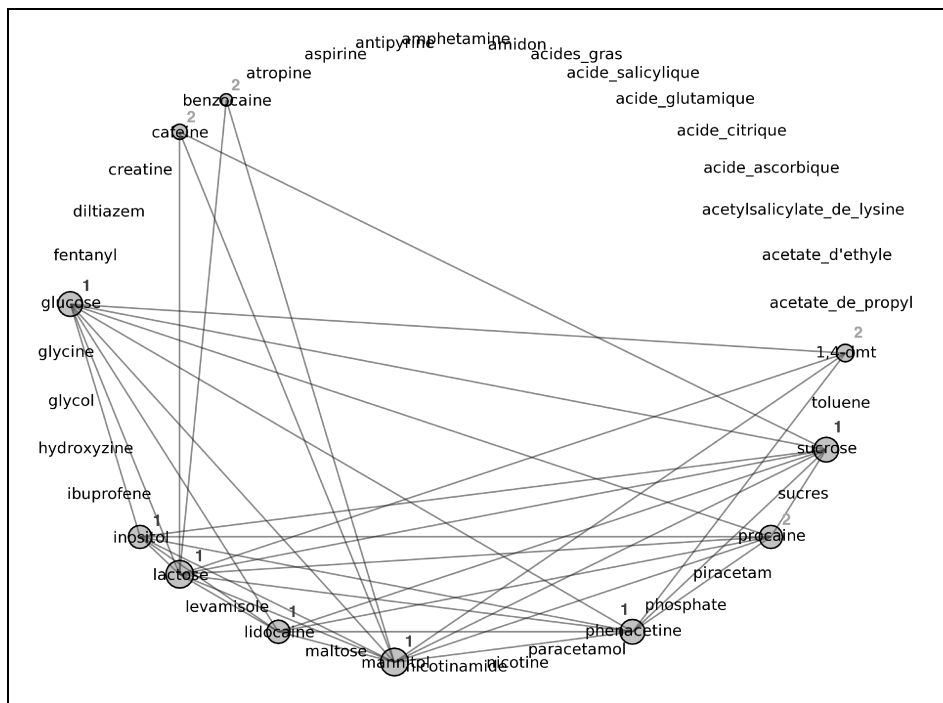 amphetamine
antipyrine
amidon
aspirine
acides_gras
atropine
acide_salicylique
2
benzocaine
acide_glutamique
2
cafeine
acide_citrique
creatine
acide_ascorbique
diltiazem
acetylsalicylate_de_lysine
fentanyl
acetate_d'ethyle
1
glucose
acetate_de_propyl
2
glycine
1,4-dmt
glycol
toluene
1
hydroxyzine
sucrose
ibuprofene
sucres
1
2
inositol
procaine
1
lactose
piracetam
levamisole
phosphate
1
1
lidocaine
phenacetine
1
maltose
paracetamol
mannitol
nicotinamide
nicotine